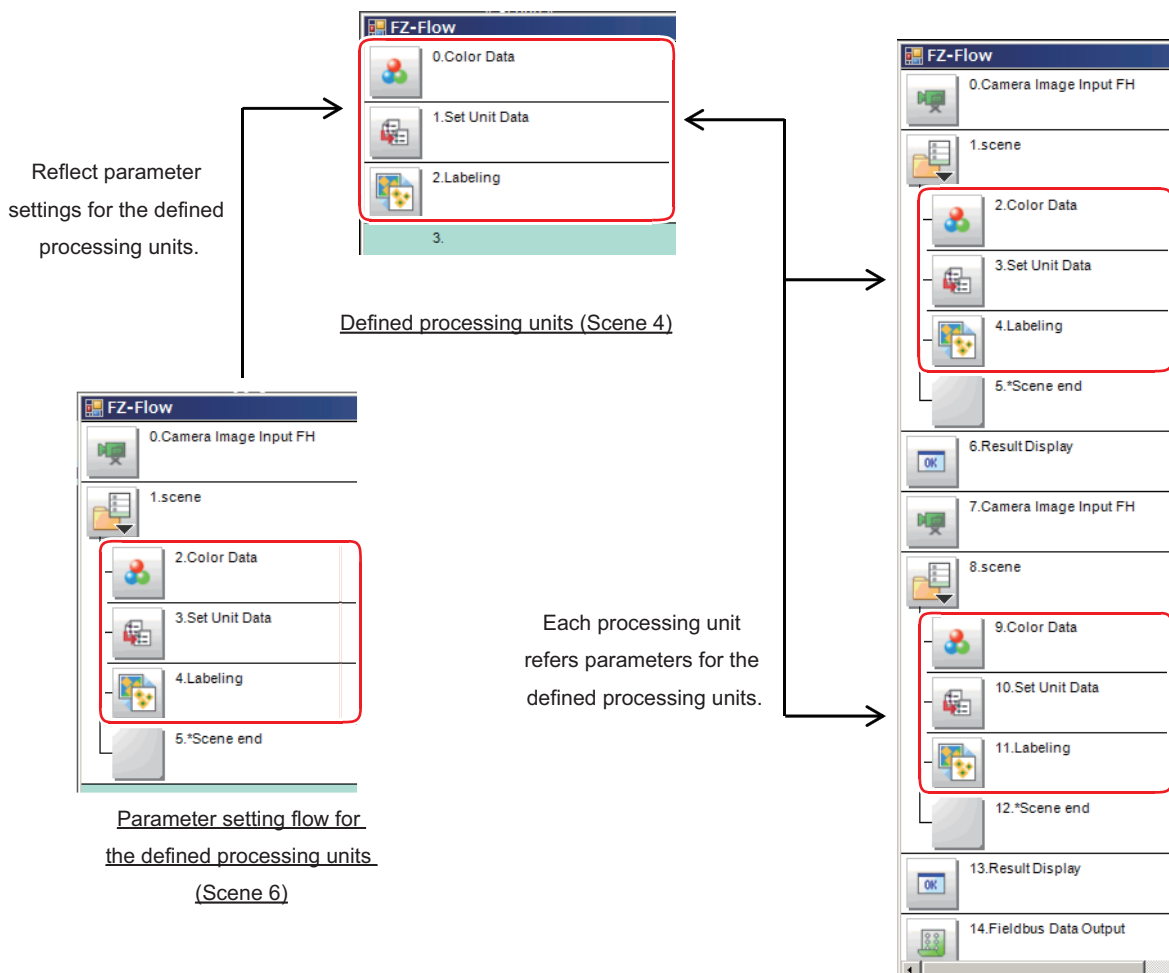 FZ-Flow
0.Color Data
1.Set Unit Data
2.Labeling
3.
Defined processing units (Scene 4)
Reflect parameter
settings for the defined
processing units.
FZ-Flow
0.Camera Image Input FH
1.scene
2.Color Data
3.Set Unit Data
4.Labeling
5.*Scene end
Parameter setting flow for
the defined processing units
(Scene 6)
Each processing unit
refers parameters for the
defined processing units.
FZ-Flow
0.Camera Image Input FH
1.scene
2.Color Data
3.Set Unit Data
4.Labeling
5.*Scene end
OK
6.Result Display
7.Camera Image Input FH
8.scene
9.Color Data
10.Set Unit Data
11.Labeling
12.*Scene end
OK
13.Result Display
14.Fieldbus Data Output